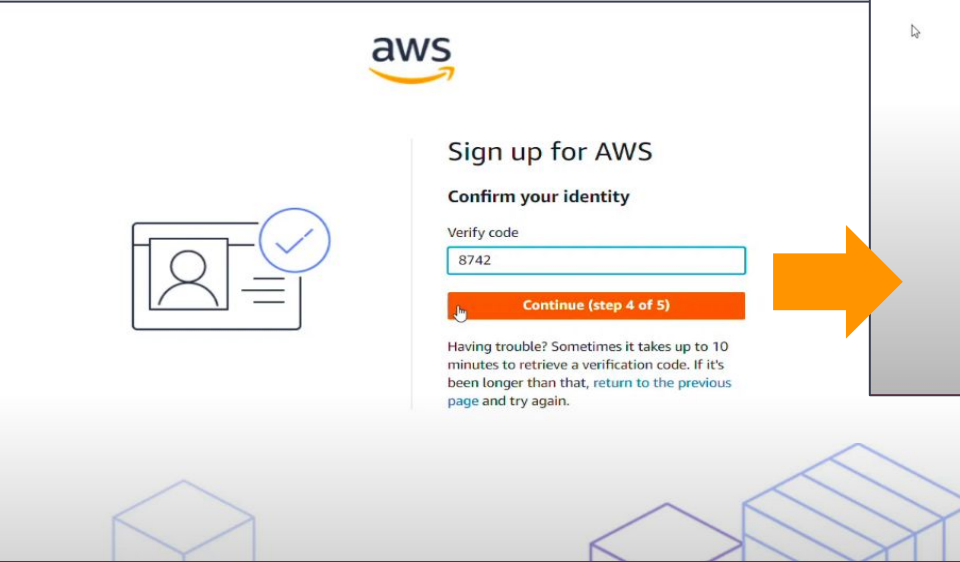 aws
Sign up for AWS
Confirm your identity
Verify code
8742
Continue (step 4 of 5)
Having trouble? Sometimes it takes up to 10
minutes to retrieve a verification code. If it's
been longer than that, return to the previous
page and try again.